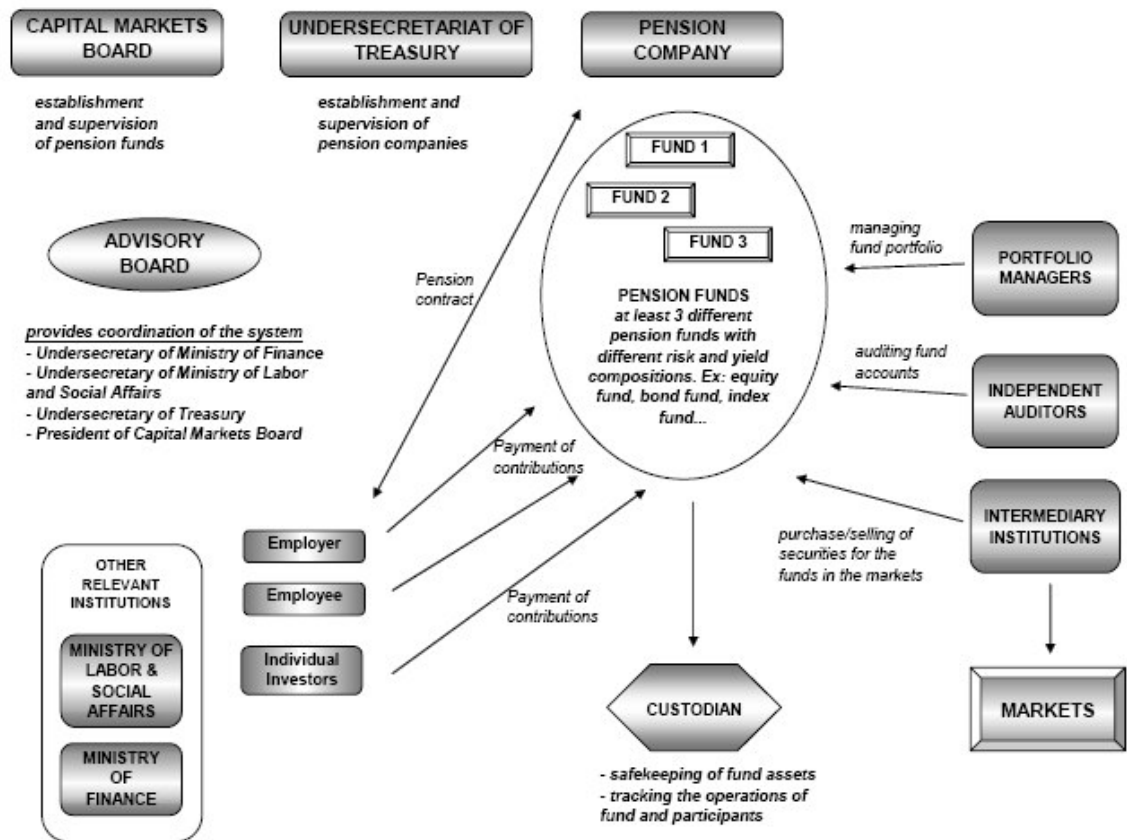 CAPITAL MARKETS
BOARD
UNDERSECRETARIAT OF
TREASURY
PENSION
COMPANY
establishment
and supervision
of pension funds
establishment and
supervision of
pension companies
FUND 1
FUND 2
FUND 3
ADVISORY
BOARD
provides coordination of the system
- Undersecretary of Ministry of Finance
- Undersecretary of Ministry of Labor
and Social Affairs
- Undersecretary of Treasury
- President of Capital Markets Board
Pension
contract
PENSION FUNDS
at least 3 different
pension funds with
different risk and yield
compositions. Ex: equity
fund, bond fund, index
fund...
managing
fund portfolio
PORTFOLIO
MANAGERS
auditing fund
accounts
INDEPENDENT
AUDITORS
Payment of
contributions
INTERMEDIARY
INSTITUTIONS
purchase/selling of
securities for the
funds in the markets
Employer
Employee
Individual
Investors
Payment of
contributions
OTHER
RELEVANT
INSTITUTIONS
MINISTRY OF
LABOR &
SOCIAL
AFFAIRS
MINISTRY
OF
FINANCE
CUSTODIAN
- safekeeping of fund assets
- tracking the operations of
fund and participants
MARKETS